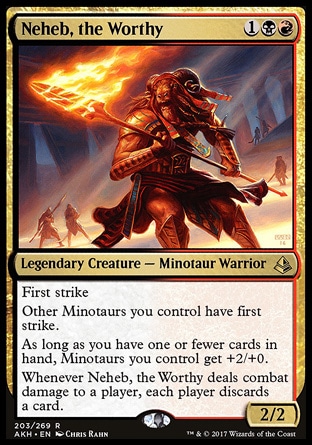 Neheb, the Worthy 1
Legendary Creature — Minotaur Warrior
First strike
Other Minotaurs you control have first
strike.
As long as you have one or fewer cards in
hand, Minotaurs you control get +2/+0.
Whenever Neheb, the Worthy deals combat
damage to a player, each player discards
a card.
2/2
203/269 R
AKH • EN Chris Rahn
™ & © 2017 Wizards of the Coast